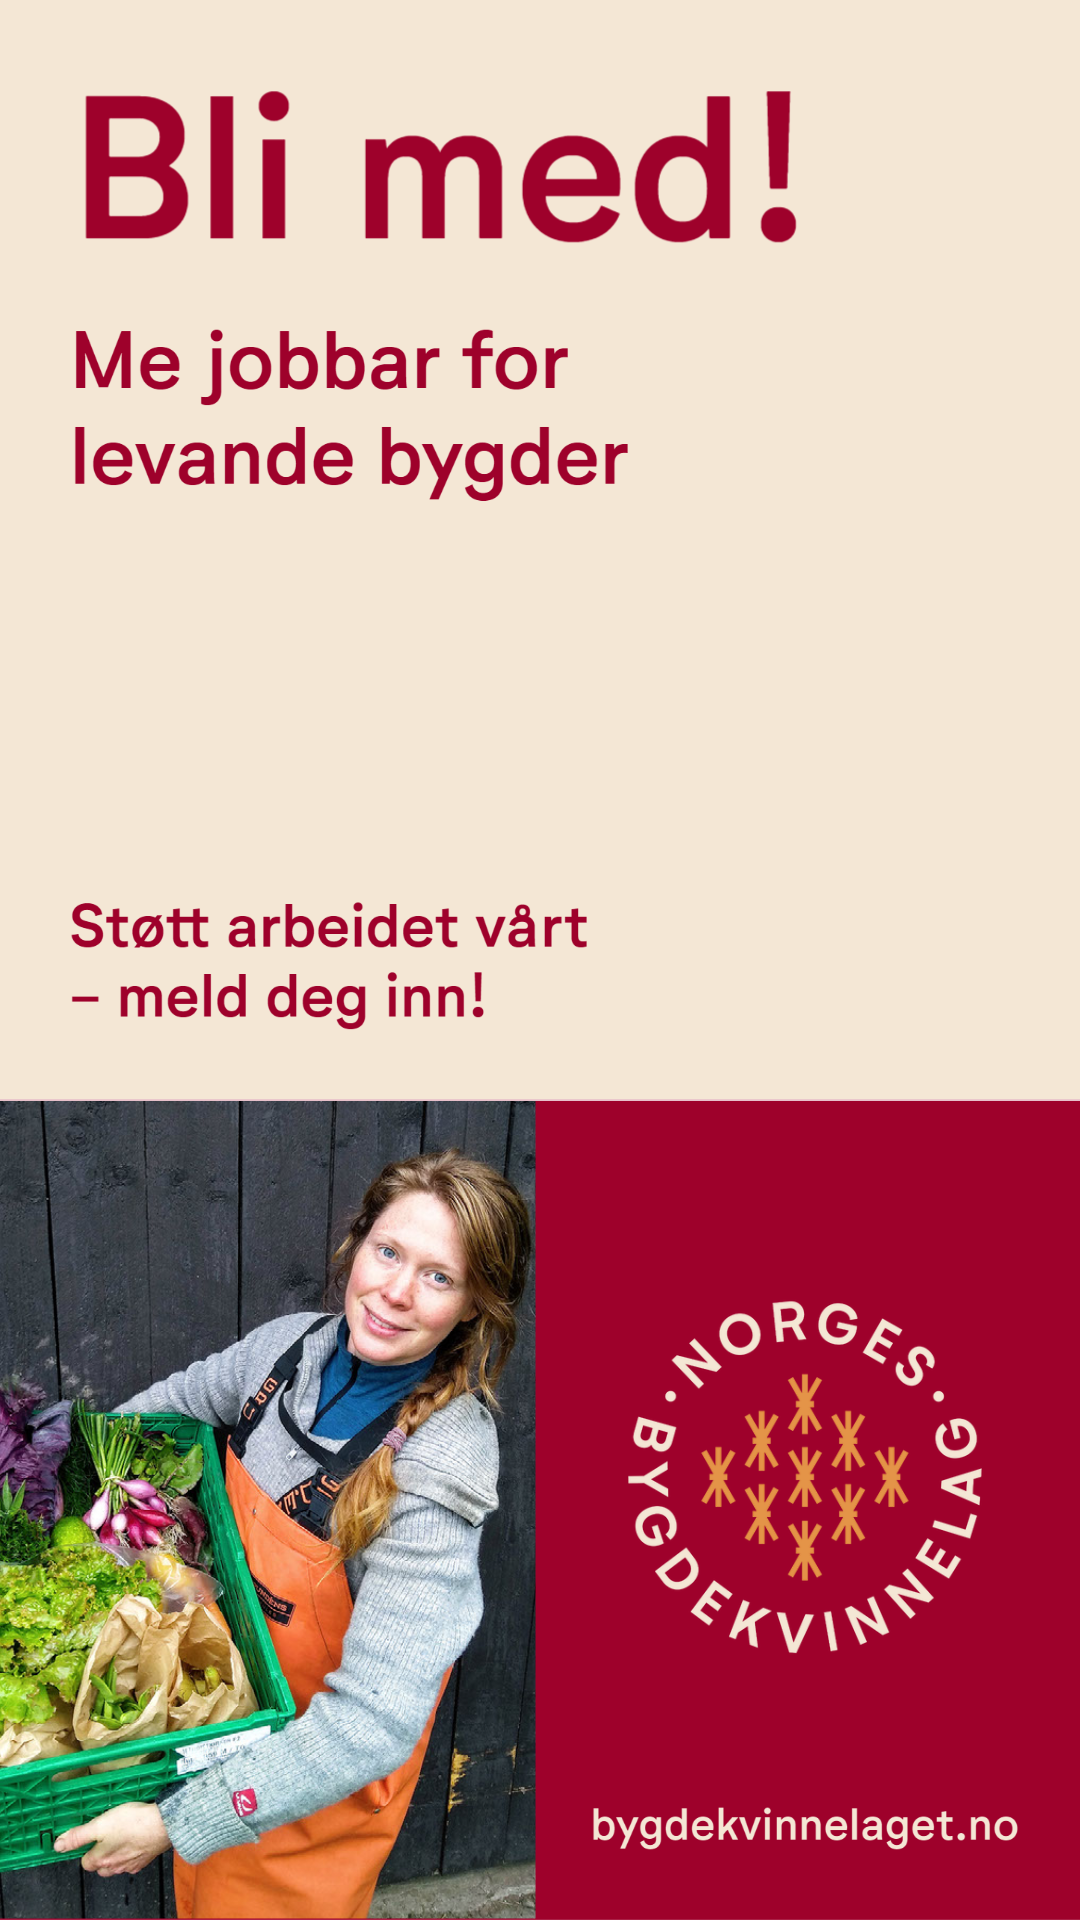 Bli med!
Me jobbar for
levande bygder
Støtt arbeidet vårt
– meld deg inn!
NORGES
BYGDEKVINNELAG
bygdekvinnelaget.no